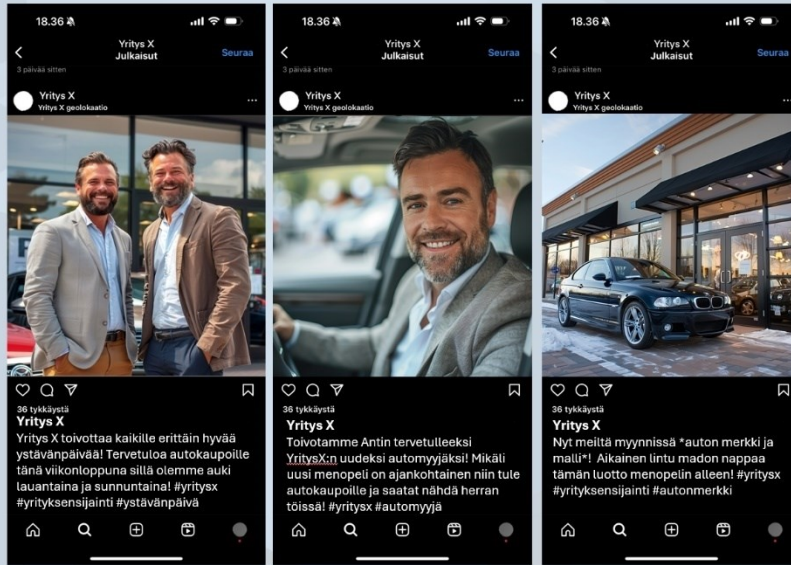 18.36
Yritys X
Julkaisut
Seuraa
3 päivää sitten
Yritys X
Yritys X geolokaatio
36 tykkäystä
Yritys X
Yritys X toivottaa kaikille erittäin hyvää
ystävänpäivää! Tervetuloa autokaupoille
tänä viikonloppuna sillä olemme auki
lauantaina ja sunnuntaina! #yritysx
#yrityksensijainti #ystävänpäivä
18.36
Yritys X
Julkaisut
Seuraa
3 päivää sitten
Yritys X
Yritys X geolokaatio
36 tykkäystä
Yritys X
Toivotamme Antin tervetulleeksi
YritysX:n uudeksi automyyjäksi! Mikäli
uusi menopeli on ajankohtainen niin tule
autokaupoille ja saatat nähdä herran
töissä! #yritysx #automyyjä
18.36
Yritys X
Julkaisut
Seuraa
3 päivää sitten
Yritys X
Yritys X geolokaatio
36 tykkäystä
Yritys X
Nyt meiltä myynnissä *auton merkki ja
malli*! Aikainen lintu madon nappaa
tämän luotto menopelin alleen! #yritysx
#yrityksensijainti #autonmerkki